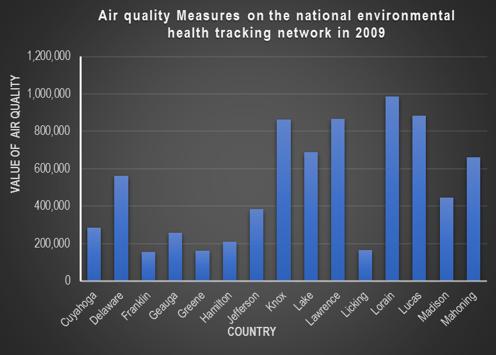 Air quality Measures on the national environmental
health tracking network in 2009
VALUE OF AIR QUALITY
1,200,000
1,000,000
800,000
600,000
400,000
200,000
0
Cuyahoga
Delaware
Franklin
Geauga
Greene
Hamilton
Jefferson
Knox
Lake
Lawrence
Licking
Lorain
Lucas
Madison
Mahoning
COUNTRY